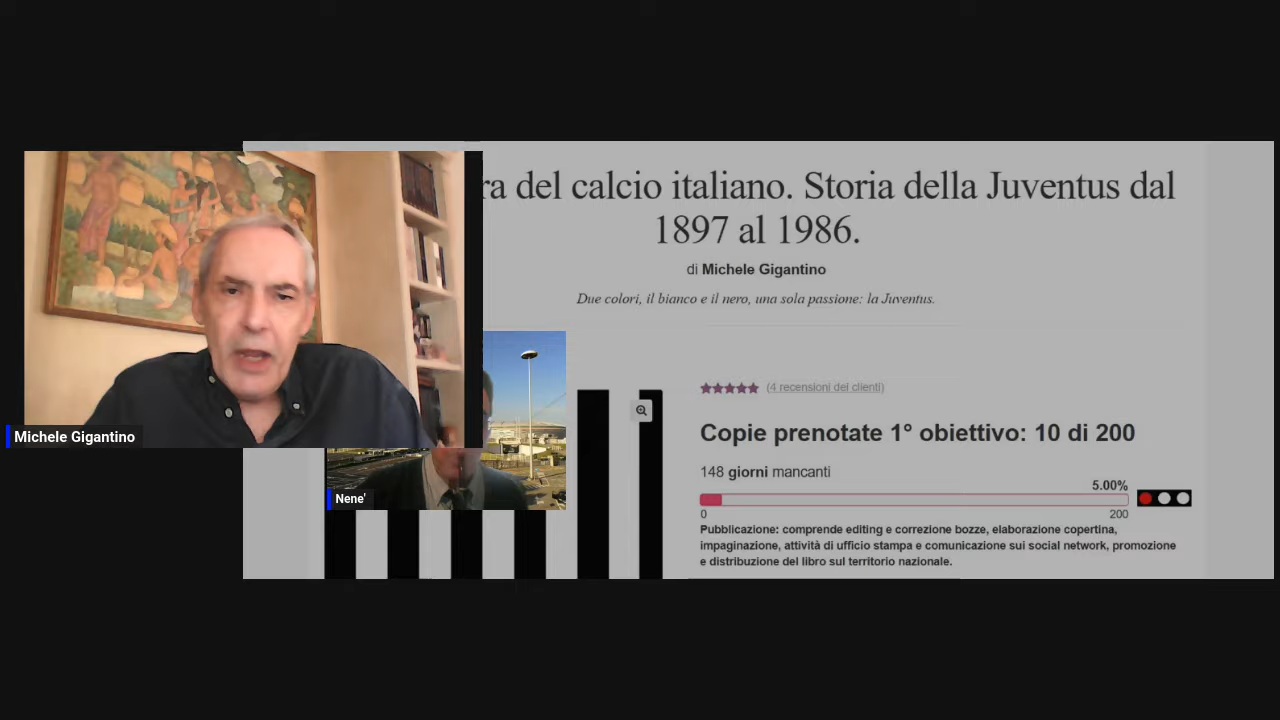 del calcio italiano. Storia della Juventus dal
1897 al 1986.
di Michele Gigantino
Due colori, il bianco e il nero, una sola passione: la Juventus.
(4 recensioni dei clienti)
Copie prenotate 1° obiettivo: 10 di 200
148 giorni mancanti
5.00%
0 200
Pubblicazione: comprende editing e correzione bozze, elaborazione copertina,
impaginazione, attività di ufficio stampa e comunicazione sui social network, promozione
e distribuzione del libro sul territorio nazionale.
Michele Gigantino
Nene'